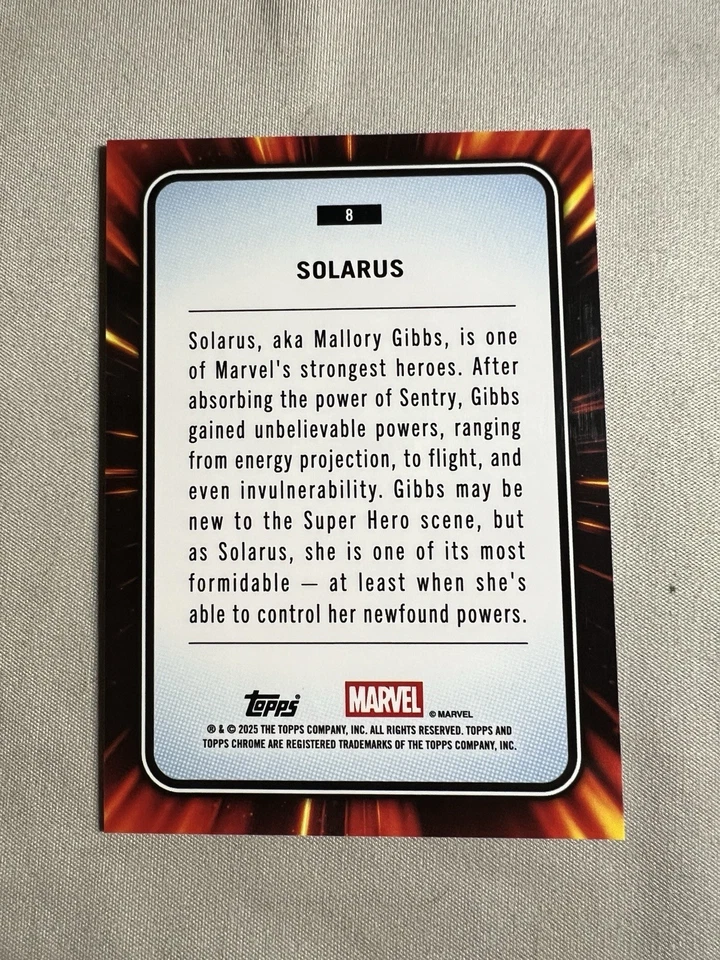 8
SOLARUS
Solarus, aka Mallory Gibbs, is one
of Marvel's strongest heroes. After
absorbing the power of Sentry, Gibbs
gained unbelievable powers, ranging
from energy projection, to flight, and
even invulnerability. Gibbs may be
new to the Super Hero scene, but
as Solarus, she is one of its most
formidable — at least when she's
able to control her newfound powers.
Topps® MARVEL © MARVEL
® & © 2025 THE TOPPS COMPANY, INC. ALL RIGHTS RESERVED. TOPPS AND
TOPPS CHROME ARE REGISTERED TRADEMARKS OF THE TOPPS COMPANY, INC.